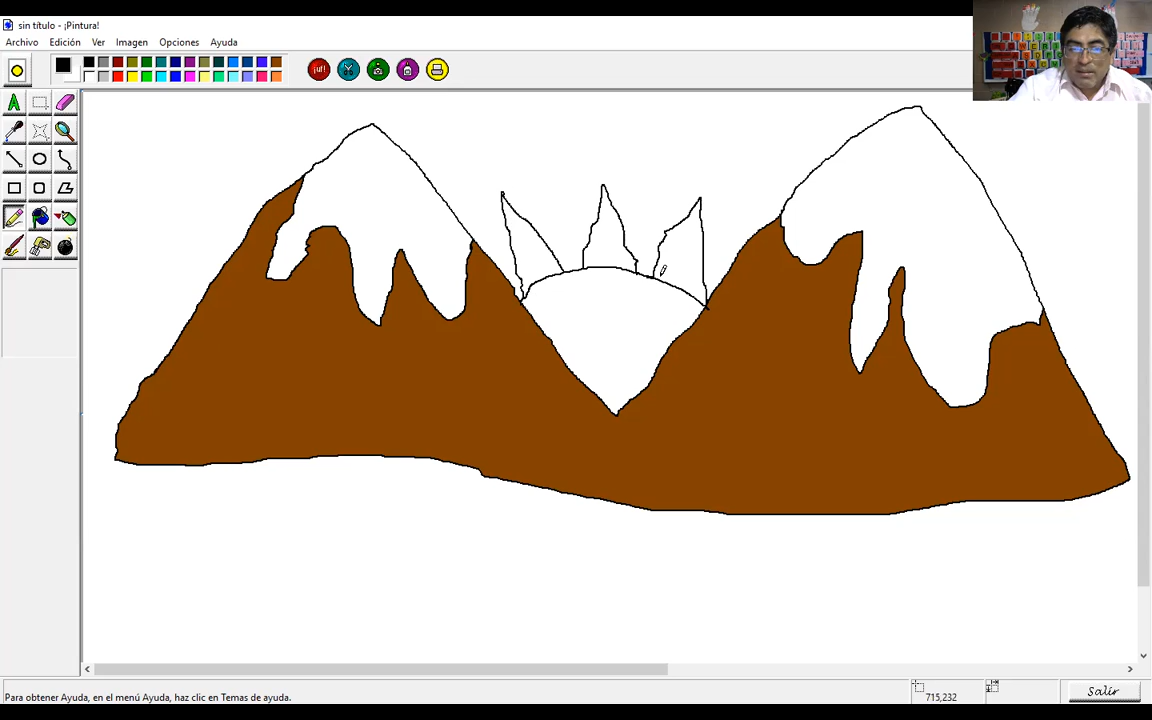 sin título - ¡Pintura!
Archivo Edición Ver Imagen Opciones Ayuda
¡uf!
A
Para obtener Ayuda, en el menú Ayuda, haz clic en Temas de ayuda.
715,232
Salir